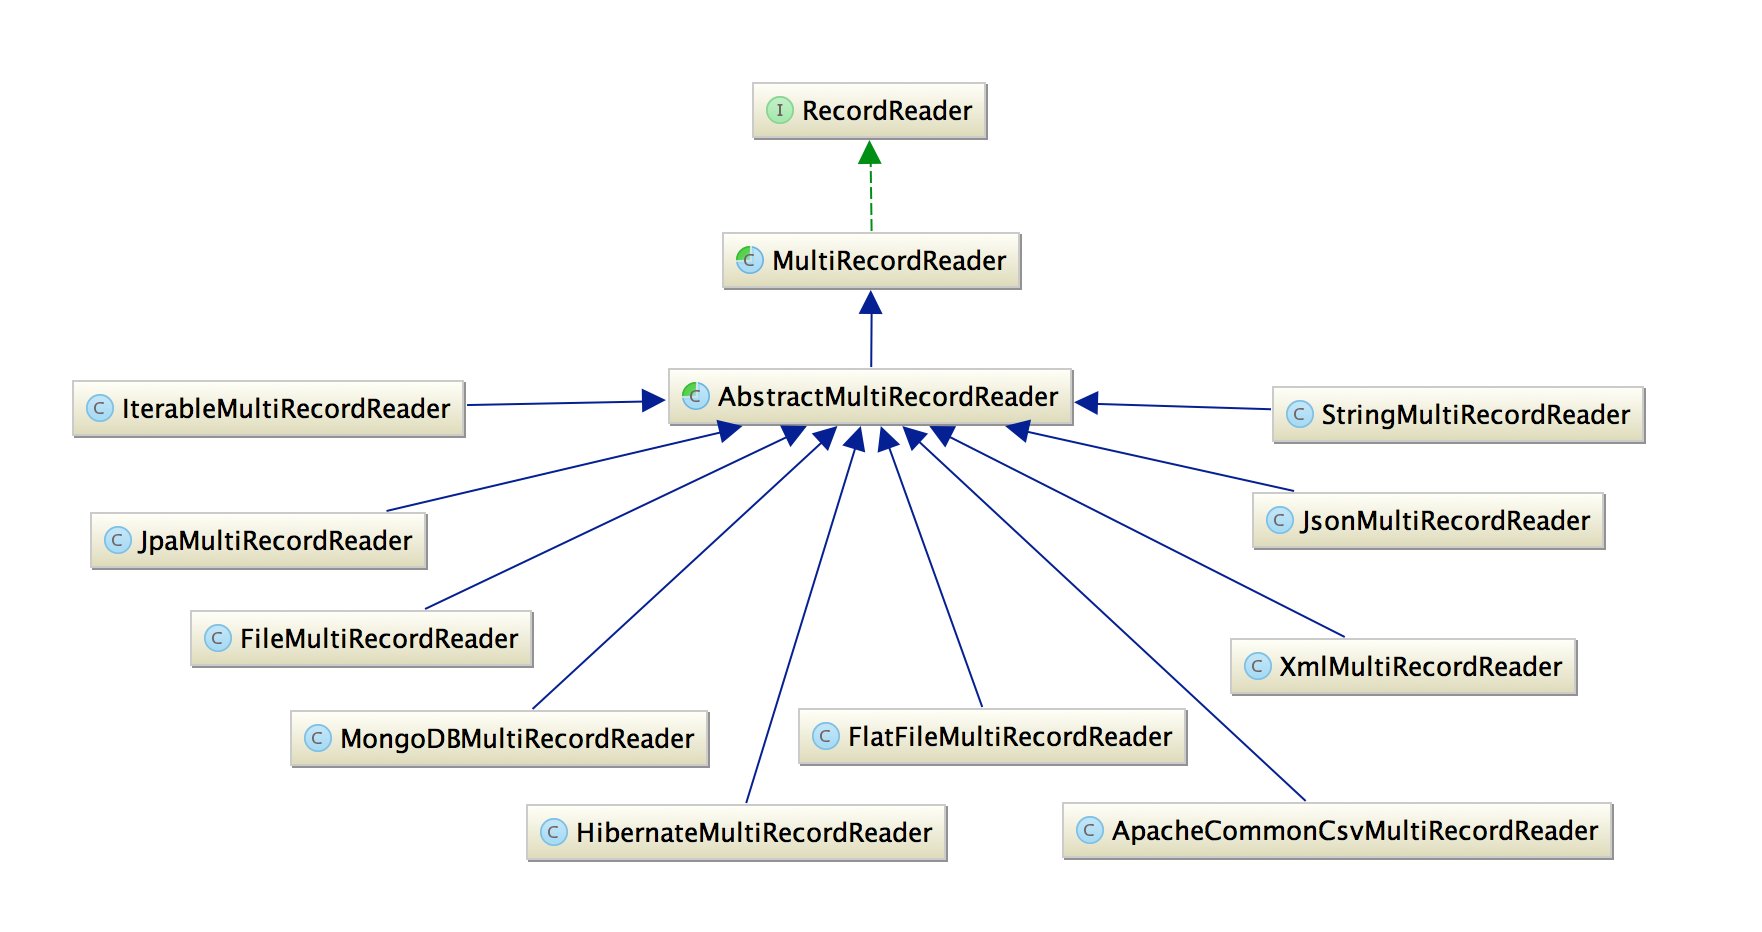 I RecordReader
C MultiRecordReader
C IterableMultiRecordReader
C AbstractMultiRecordReader
C StringMultiRecordReader
C JpaMultiRecordReader
C JsonMultiRecordReader
C FileMultiRecordReader
C XmlMultiRecordReader
C MongoDBMultiRecordReader
C FlatFileMultiRecordReader
C HibernateMultiRecordReader
C ApacheCommonCsvMultiRecordReader